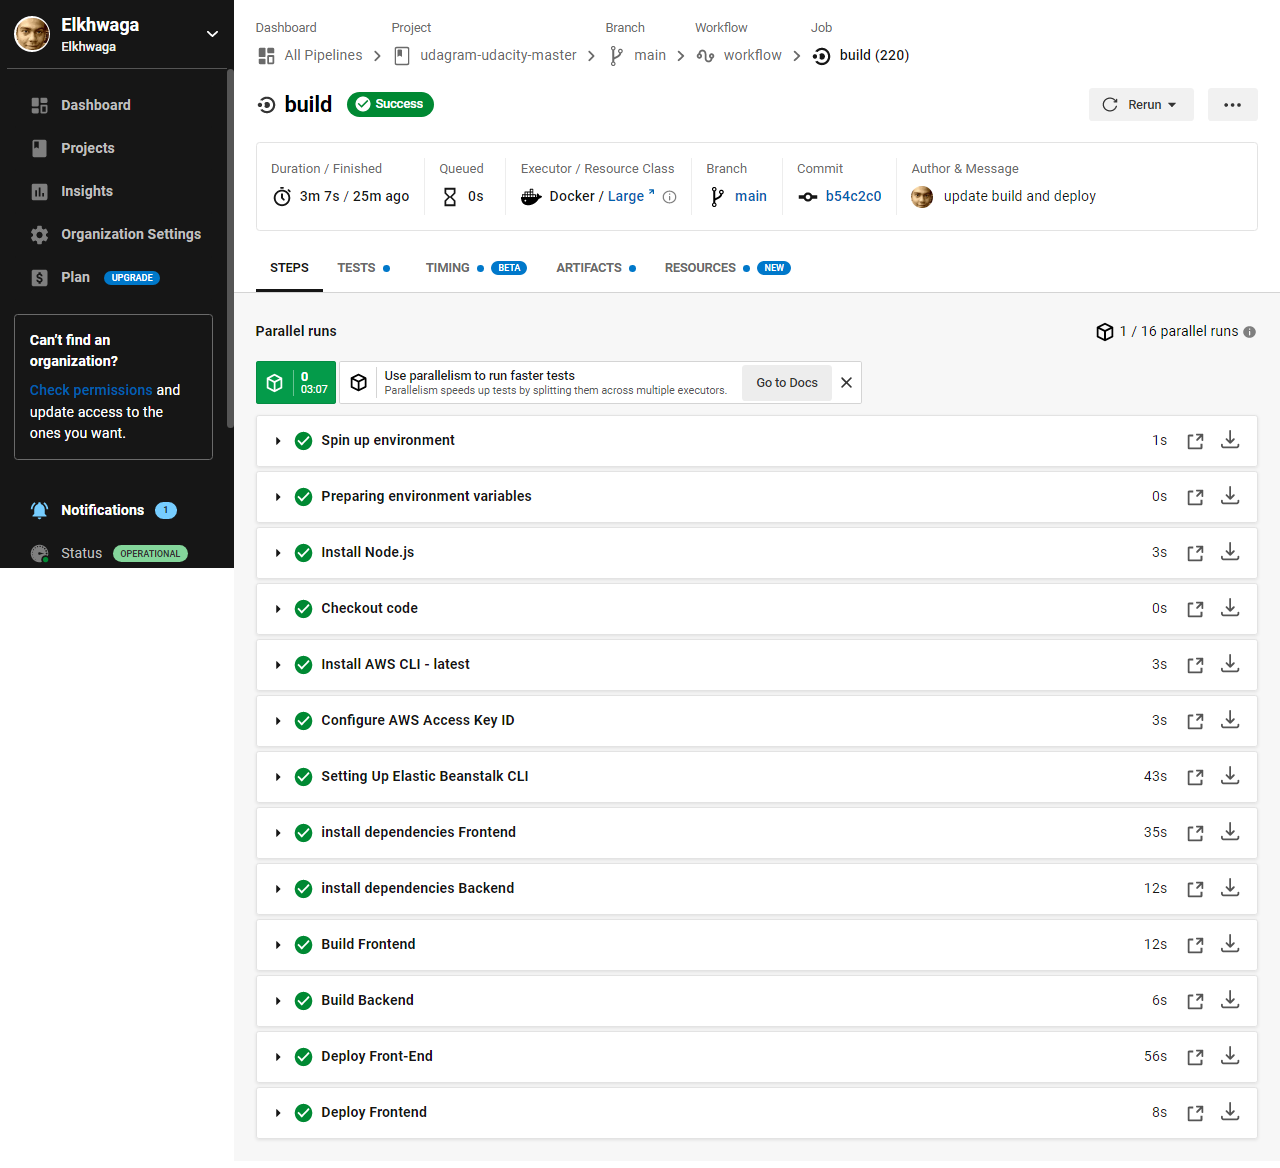 Elkhwaga
Elkhwaga
Dashboard
Projects
Insights
Organization Settings
Plan UPGRADE
Can't find an
organization?
Check permissions and
update access to the
ones you want.
Notifications 1
Status OPERATIONAL
Dashboard Project Branch Workflow Job
All Pipelines udagram-udacity-master main workflow build (220)
build Success Rerun
Duration / Finished Queued Executor / Resource Class Branch Commit Author & Message
3m 7s / 25m ago 0s Docker / Large main b54c2c0 update build and deploy
STEPS TESTS TIMING BETA ARTIFACTS RESOURCES NEW
Parallel runs 1 / 16 parallel runs
0
03:07
Use parallelism to run faster tests
Parallelism speeds up tests by splitting them across multiple executors.
Go to Docs
Spin up environment 1s
Preparing environment variables 0s
Install Node.js 3s
Checkout code 0s
Install AWS CLI - latest 3s
Configure AWS Access Key ID 3s
Setting Up Elastic Beanstalk CLI 43s
install dependencies Frontend 35s
install dependencies Backend 12s
Build Frontend 12s
Build Backend 6s
Deploy Front-End 56s
Deploy Frontend 8s